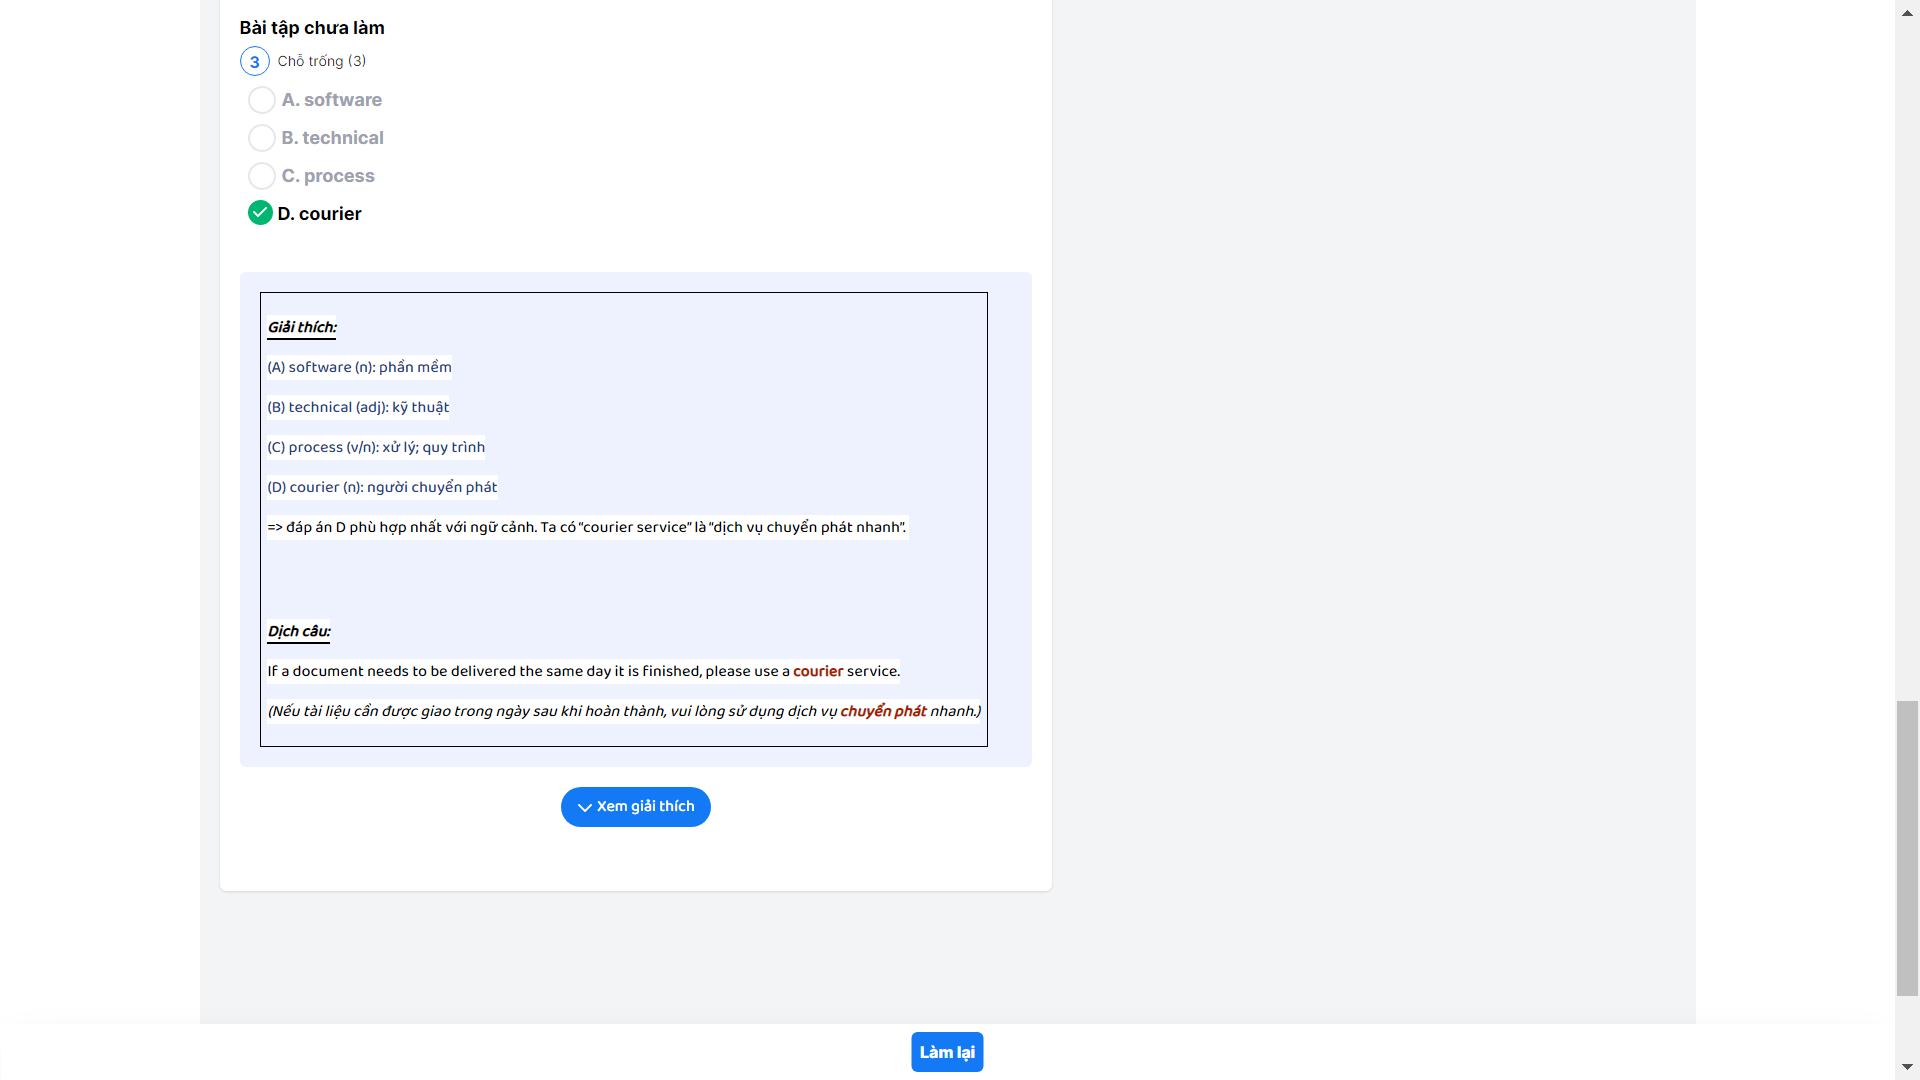 Bài tập chưa làm
3 Chỗ trống (3)
A. software
B. technical
C. process
D. courier
Giải thích:
(A) software (n): phần mềm
(B) technical (adj): kỹ thuật
(C) process (v/n): xử lý; quy trình
(D) courier (n): người chuyển phát
=> đáp án D phù hợp nhất với ngữ cảnh. Ta có “courier service” là “dịch vụ chuyển phát nhanh”.
Dịch câu:
If a document needs to be delivered the same day it is finished, please use a courier service.
(Nếu tài liệu cần được giao trong ngày sau khi hoàn thành, vui lòng sử dụng dịch vụ chuyển phát nhanh.)
Xem giải thích
Làm lại